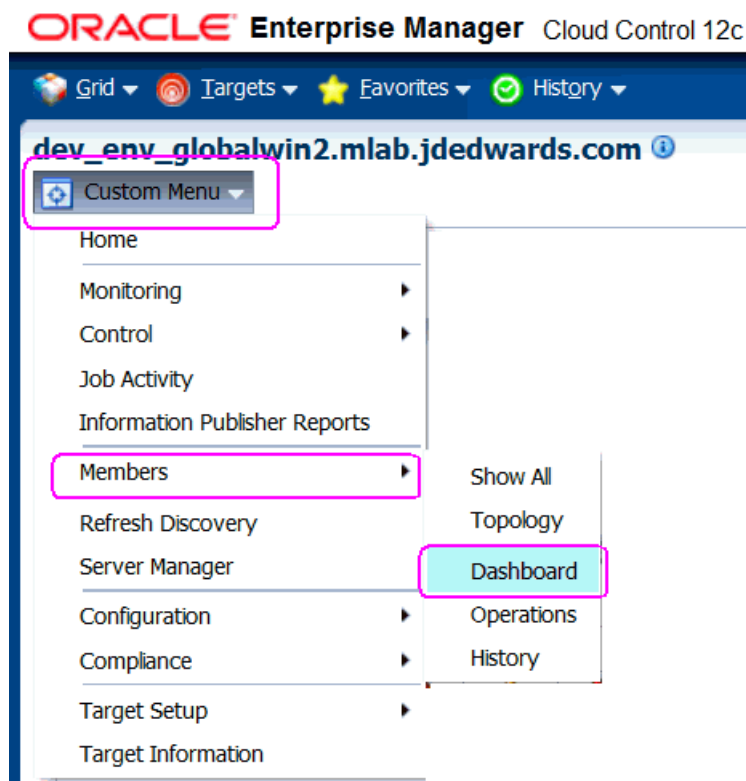 ORACLE Enterprise Manager Cloud Control 12c
Grid Targets Favorites History
dev_env_globalwin2.mlab.jdedwards.com
Custom Menu
Home
Monitoring
Control
Job Activity
Information Publisher Reports
Members
Refresh Discovery
Server Manager
Configuration
Compliance
Target Setup
Target Information
Show All
Topology
Dashboard
Operations
History